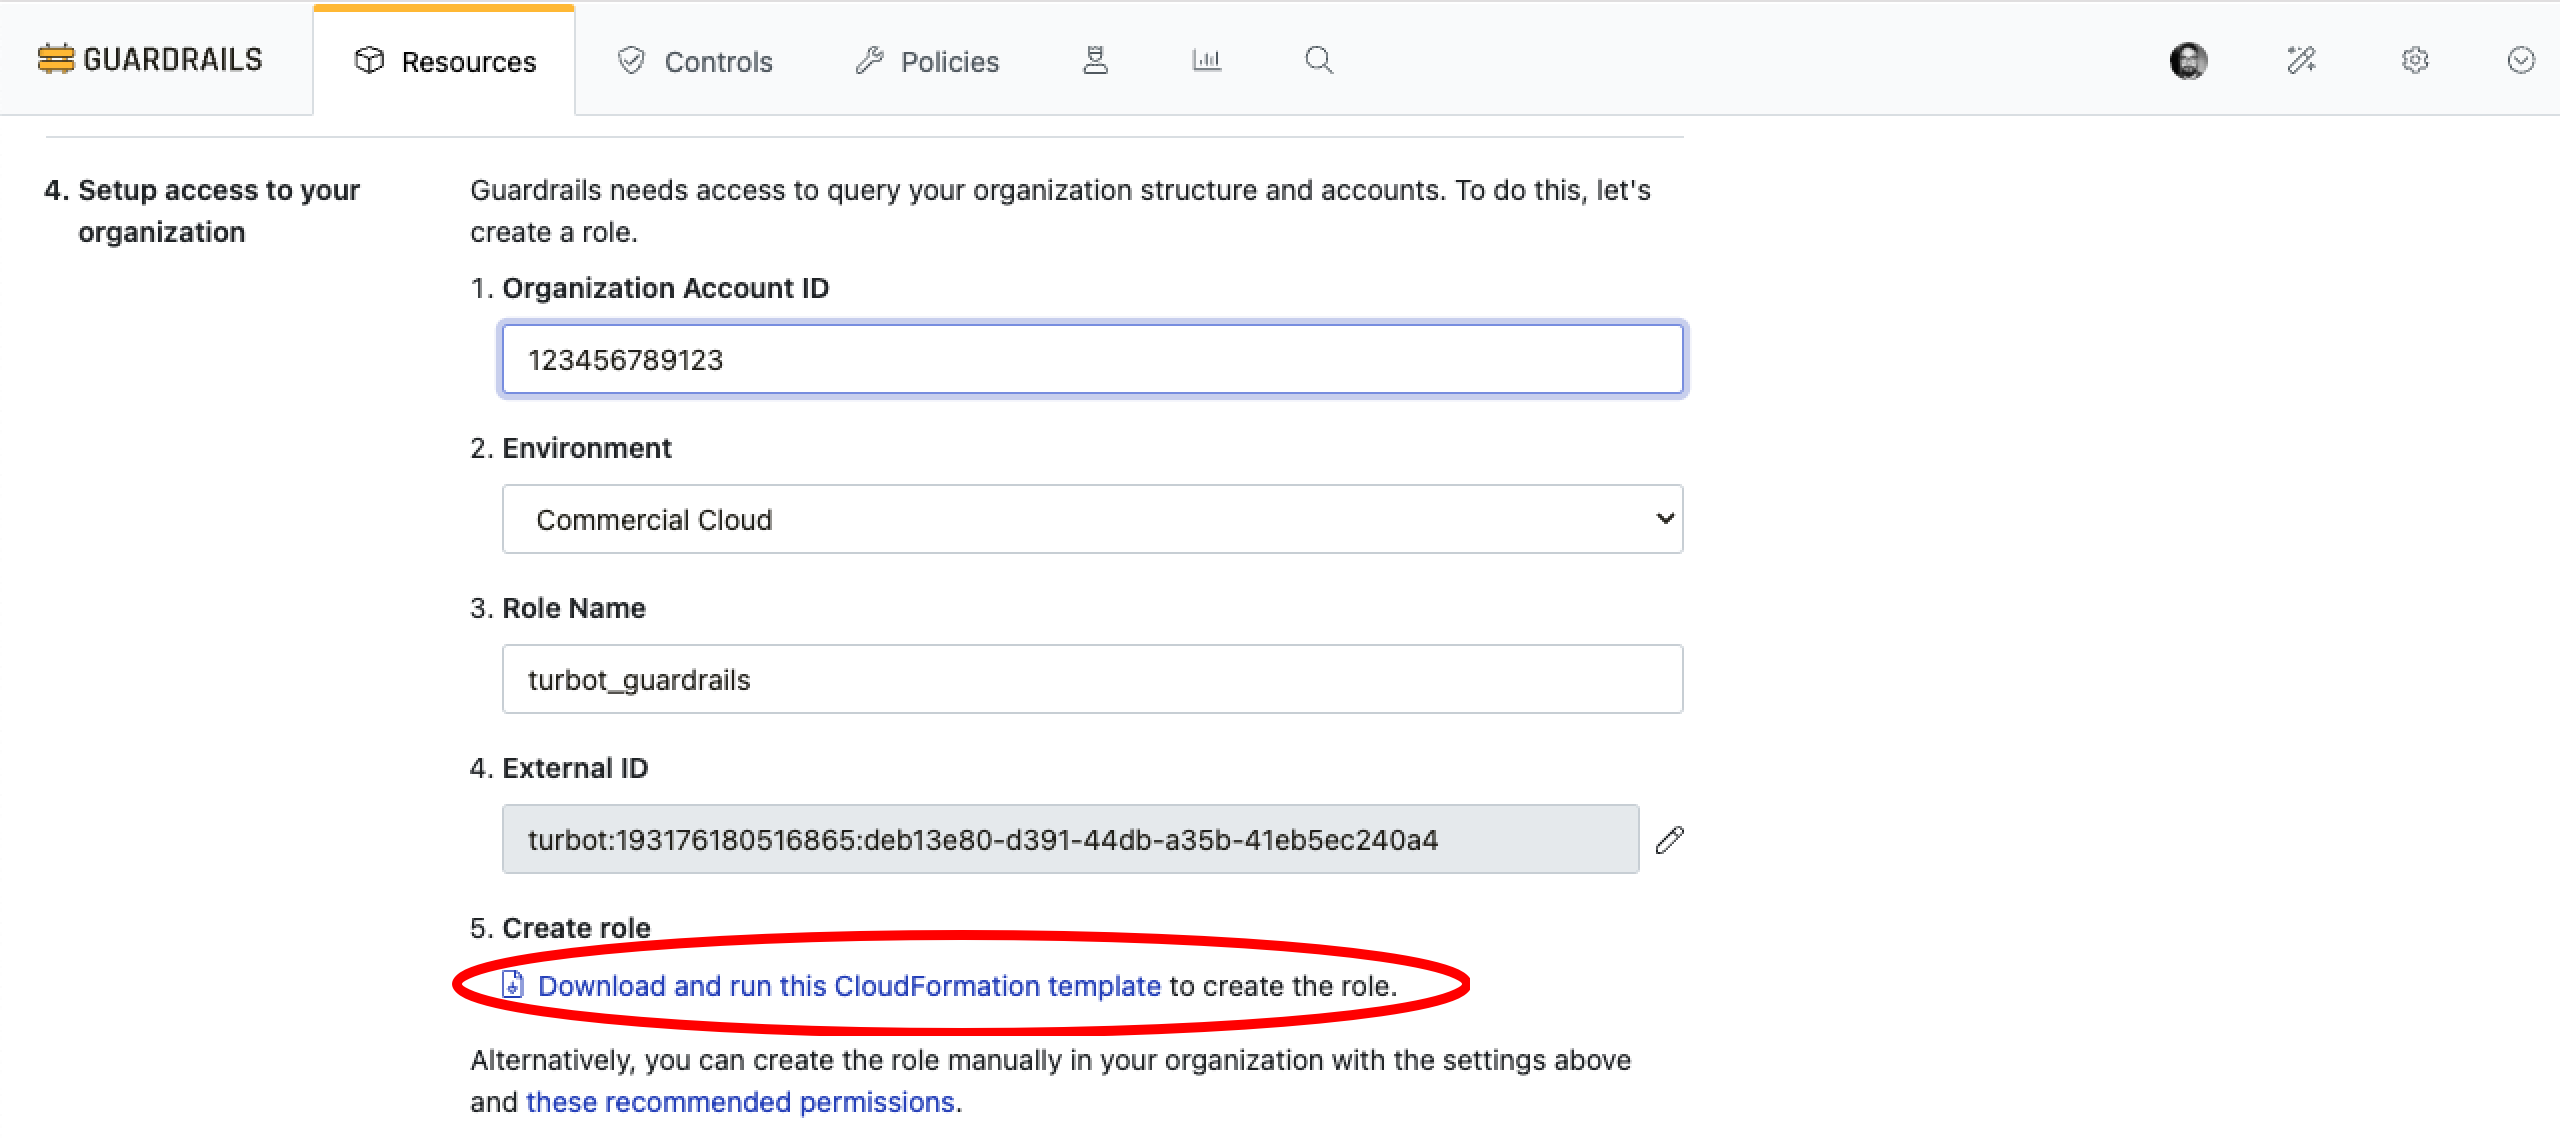 GUARDRAILS
Resources
Controls
Policies
4. Setup access to your
organization
Guardrails needs access to query your organization structure and accounts. To do this, let's
create a role.
1. Organization Account ID
123456789123
2. Environment
Commercial Cloud
3. Role Name
turbot_guardrails
4. External ID
turbot:193176180516865:deb13e80-d391-44db-a35b-41eb5ec240a4
5. Create role
Download and run this CloudFormation template to create the role.
Alternatively, you can create the role manually in your organization with the settings above
and these recommended permissions.